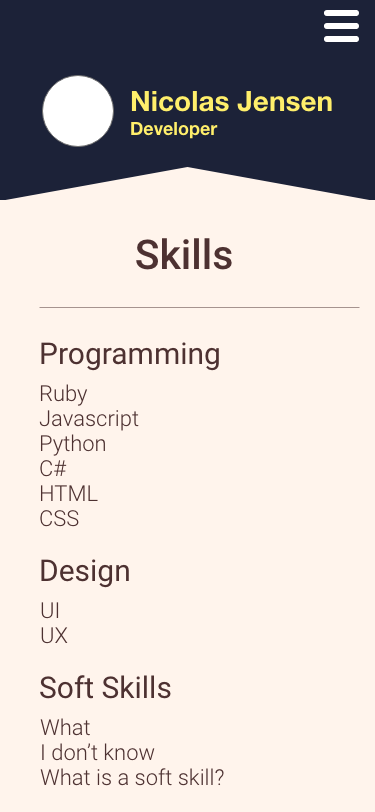 Nicolas Jensen
Developer
Skills
Programming
Ruby
Javascript
Python
C#
HTML
CSS
Design
UI
UX
Soft Skills
What
I don’t know
What is a soft skill?